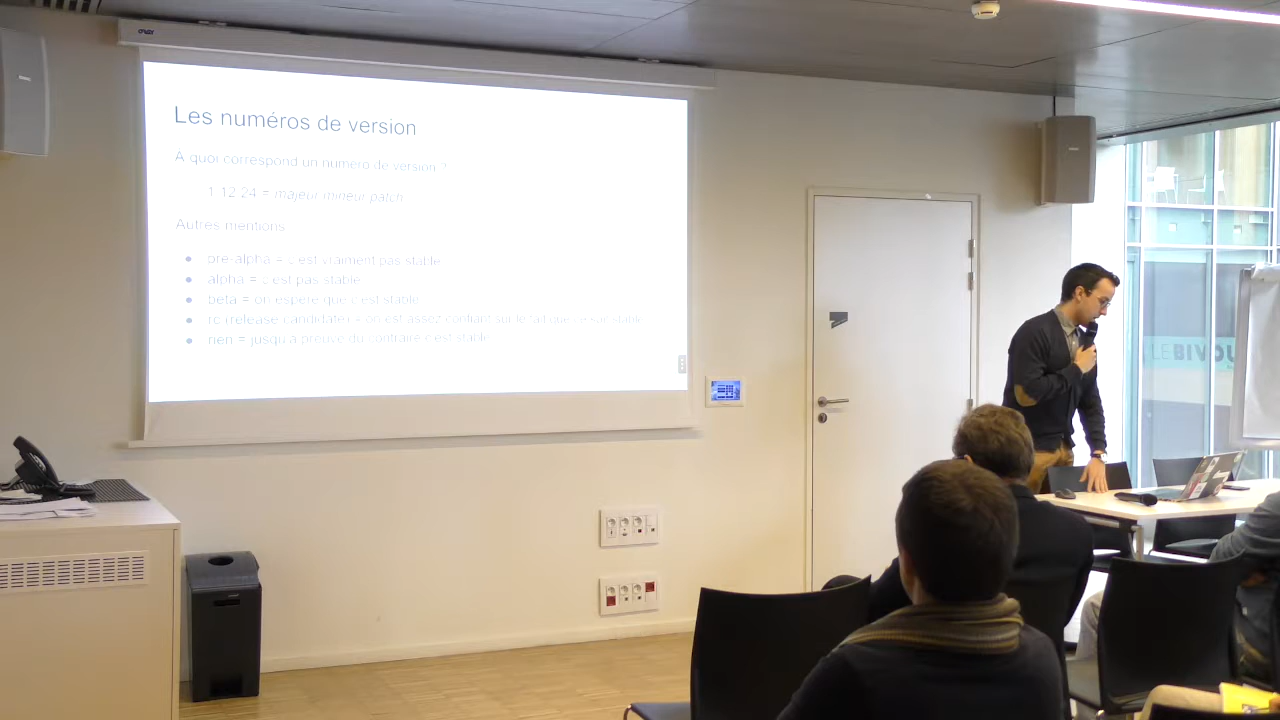 Les numéros de version
À quoi correspond un numéro de version ?
1.12.24 = majeur.mineur.patch
Autres mentions
pre-alpha = c'est vraiment pas stable
alpha = c'est pas stable
beta = on espère que c'est stable
rc (release candidate) = on est assez confiant sur le fait que ce sar stable
rien = jusqu'à preuve du contraire c'est stable
LE BIVOU